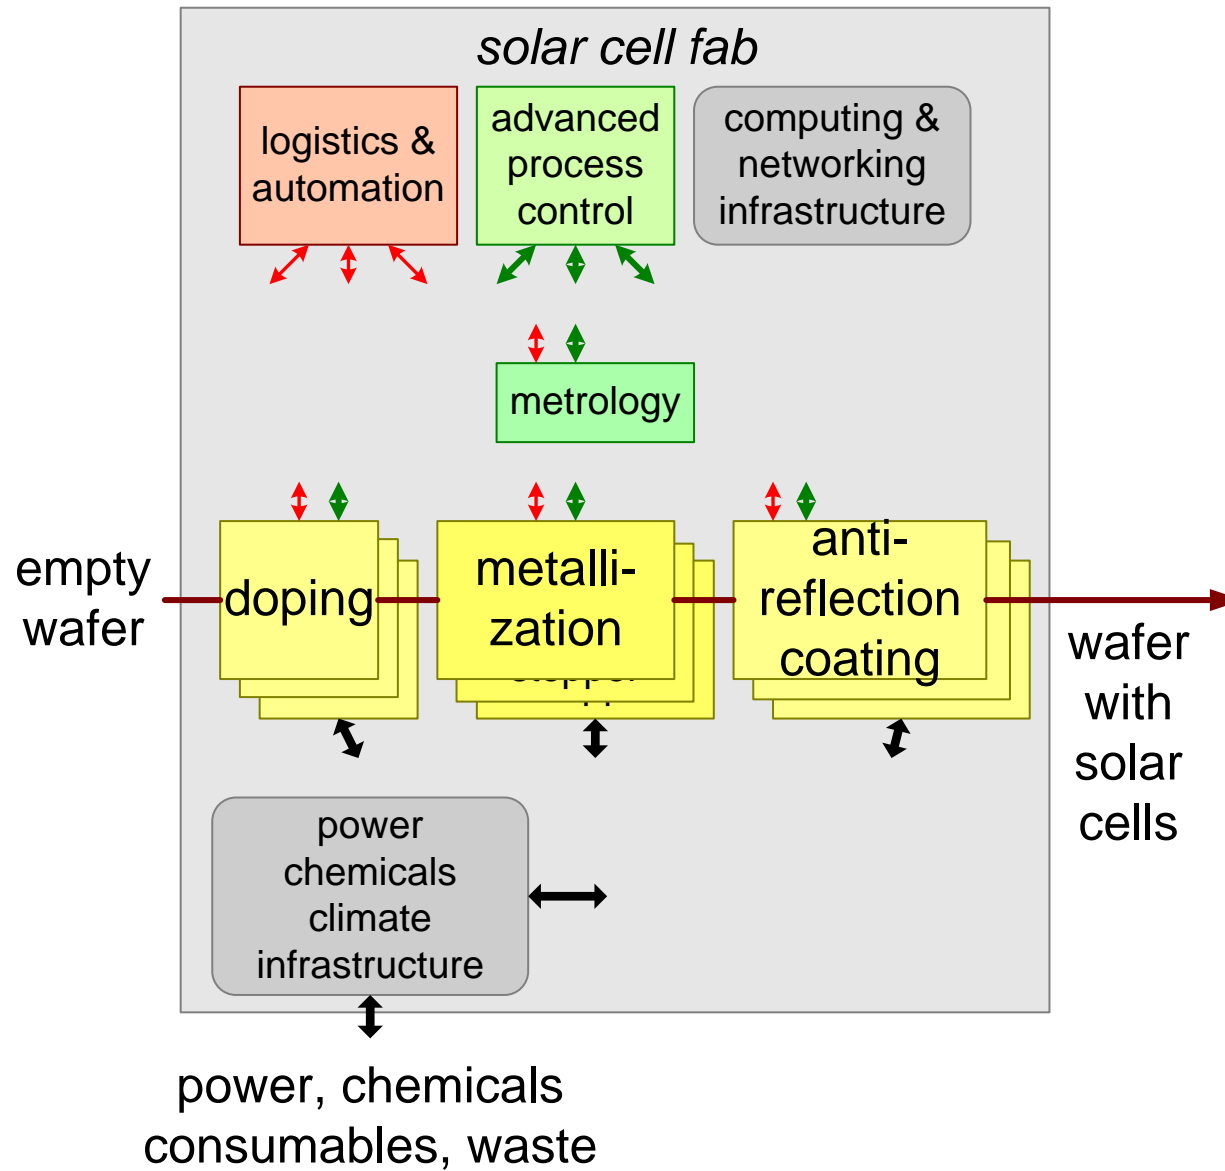 solar cell fab
logistics &
automation
advanced
process
control
computing &
networking
infrastructure
metrology
empty
wafer
doping
metalli-
zation
anti-
reflection
coating
wafer
with
solar
cells
power
chemicals
climate
infrastructure
power, chemicals
consumables, waste